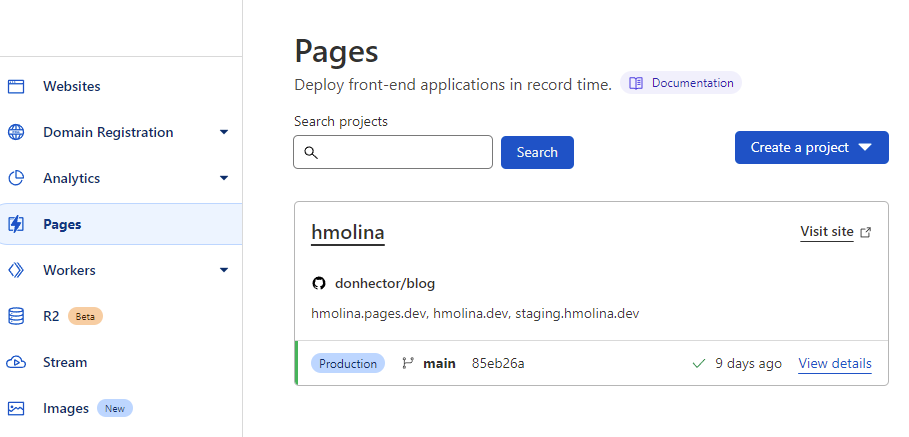 Websites
Domain Registration
Analytics
Pages
Workers
R2 Beta
Stream
Images New
Pages
Deploy front-end applications in record time. Documentation
Search projects
Search
Create a project
hmolina
Visit site
donhector/blog
hmolina.pages.dev, hmolina.dev, staging.hmolina.dev
Production main 85eb26a 9 days ago View details